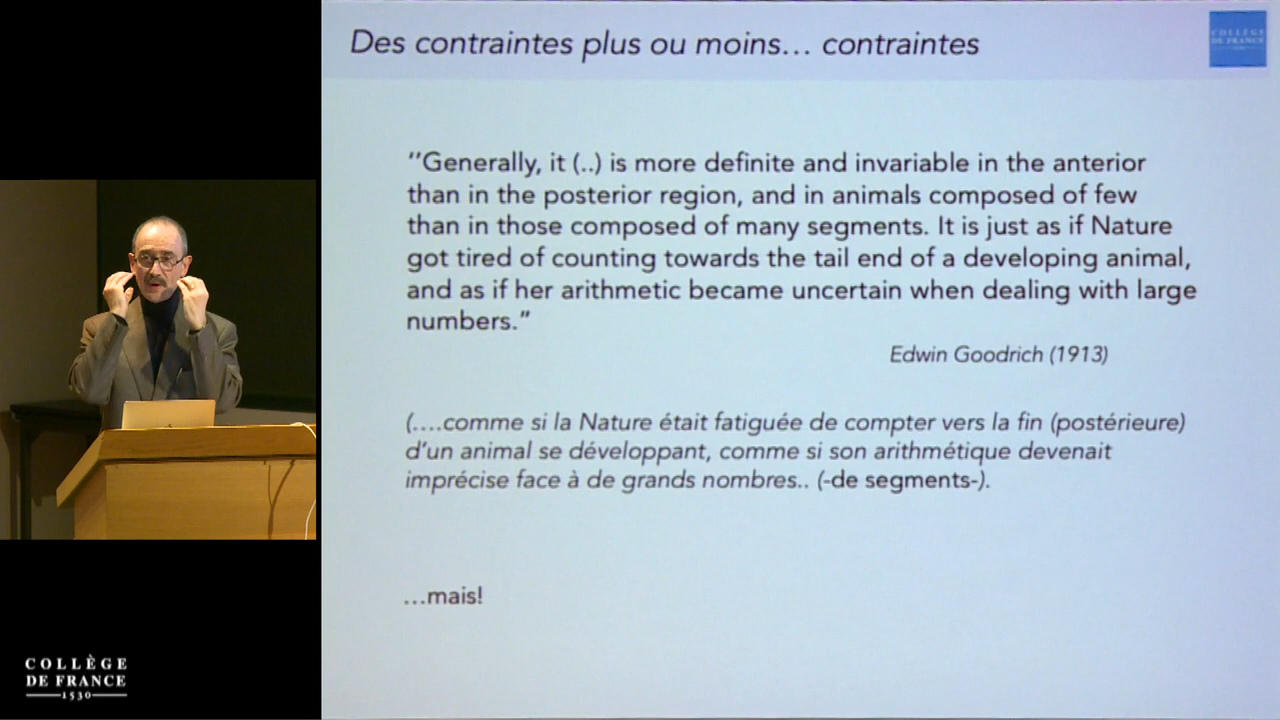 Des contraintes plus ou moins... contraintes
COLLÈGE
DE FRANCE
1530
''Generally, it (..) is more definite and invariable in the anterior
than in the posterior region, and in animals composed of few
than in those composed of many segments. It is just as if Nature
got tired of counting towards the tail end of a developing animal,
and as if her arithmetic became uncertain when dealing with large
numbers.”
Edwin Goodrich (1913)
(....comme si la Nature était fatiguée de compter vers la fin (postérieure)
d'un animal se développant, comme si son arithmétique devenait
imprécise face à de grands nombres.. (-de segments-).
...mais!
COLLÈGE
DE FRANCE
1530